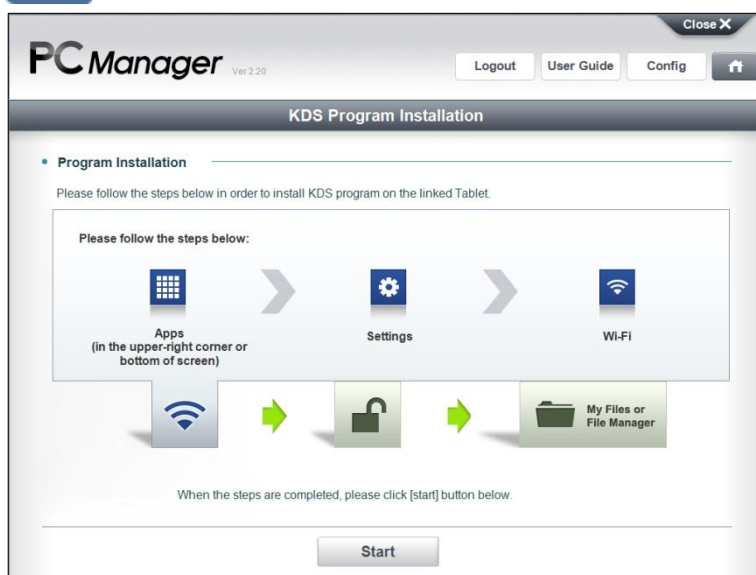 Close X
PC Manager Ver 2.20
Logout User Guide Config
KDS Program Installation
• Program Installation
Please follow the steps below in order to install KDS program on the linked Tablet.
Please follow the steps below:
Apps
(in the upper-right corner or
bottom of screen)
Settings
Wi-Fi
My Files or
File Manager
When the steps are completed, please click [start] button below.
Start